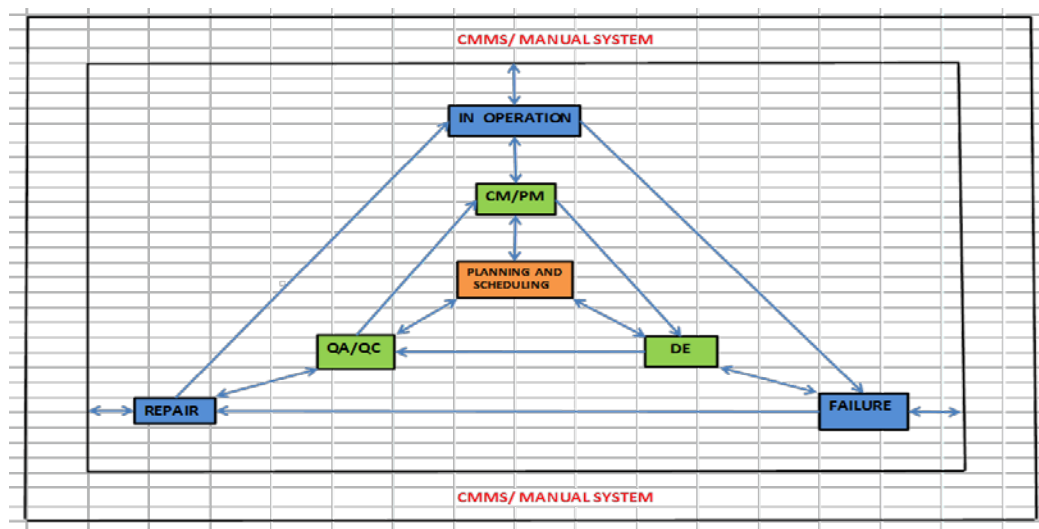 CMMS/ MANUAL SYSTEM
IN OPERATION
CM/PM
PLANNING AND
SCHEDULING
QA/QC
DE
REPAIR
FAILURE
CMMS/ MANUAL SYSTEM